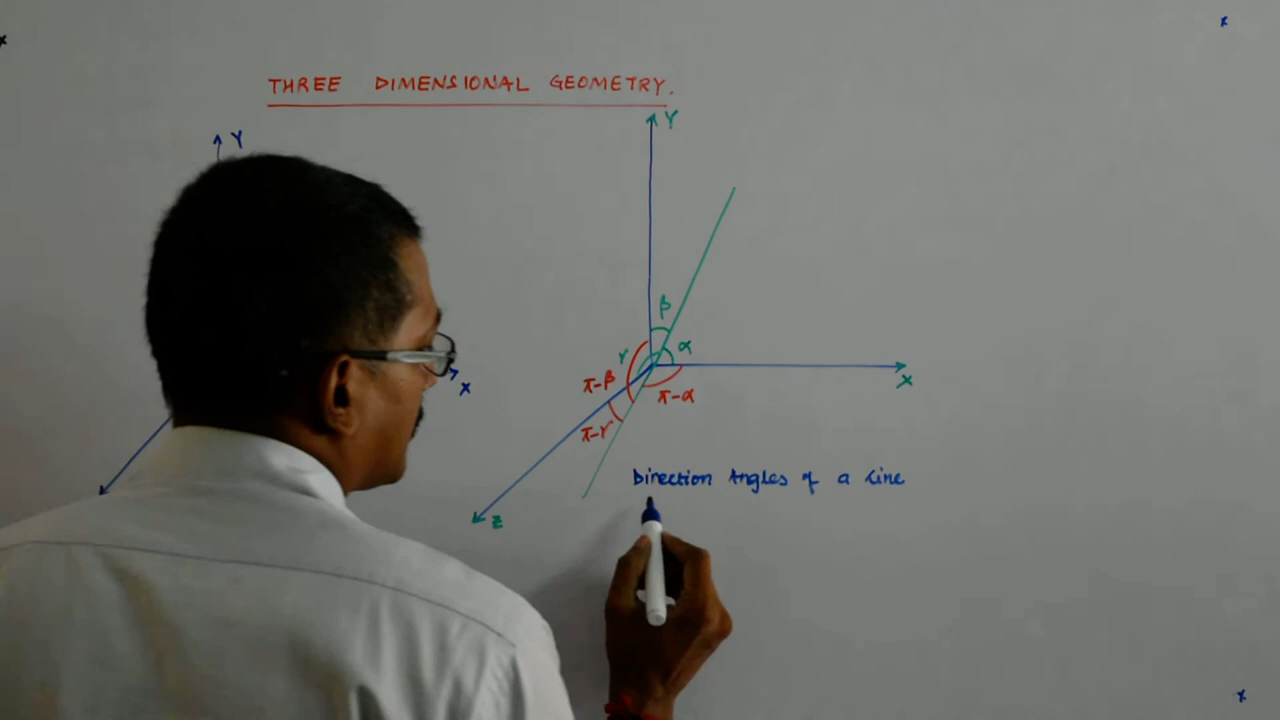 THREE DIMENSIONAL GEOMETRY.
Y
Y
β
α
γ
X
X
π-β
π-α
π-γ
Direction Angles of a Line
Z